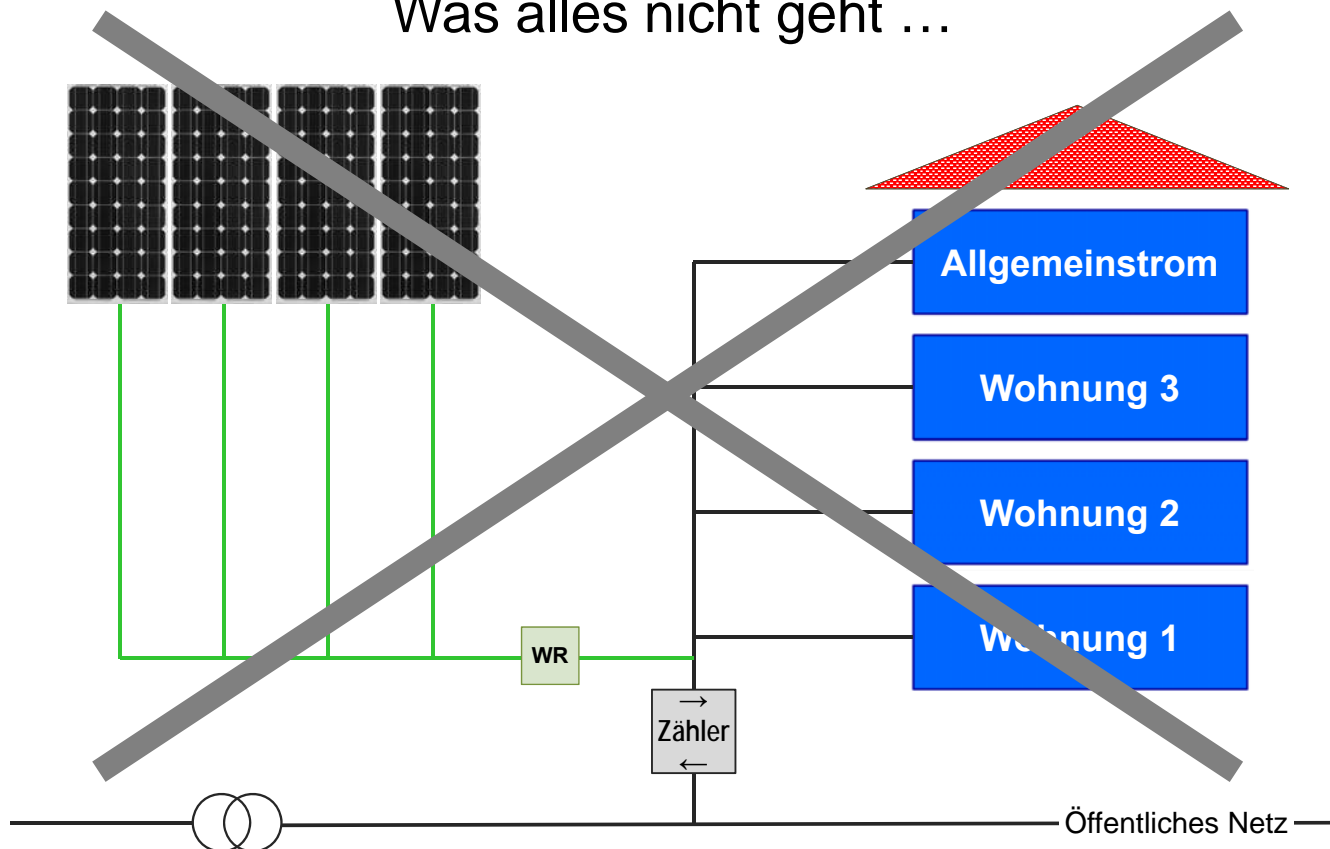 Was alles nicht geht …
Allgemeinstrom
Wohnung 3
Wohnung 2
Wohnung 1
WR
→
Zähler
←
Öffentliches Netz